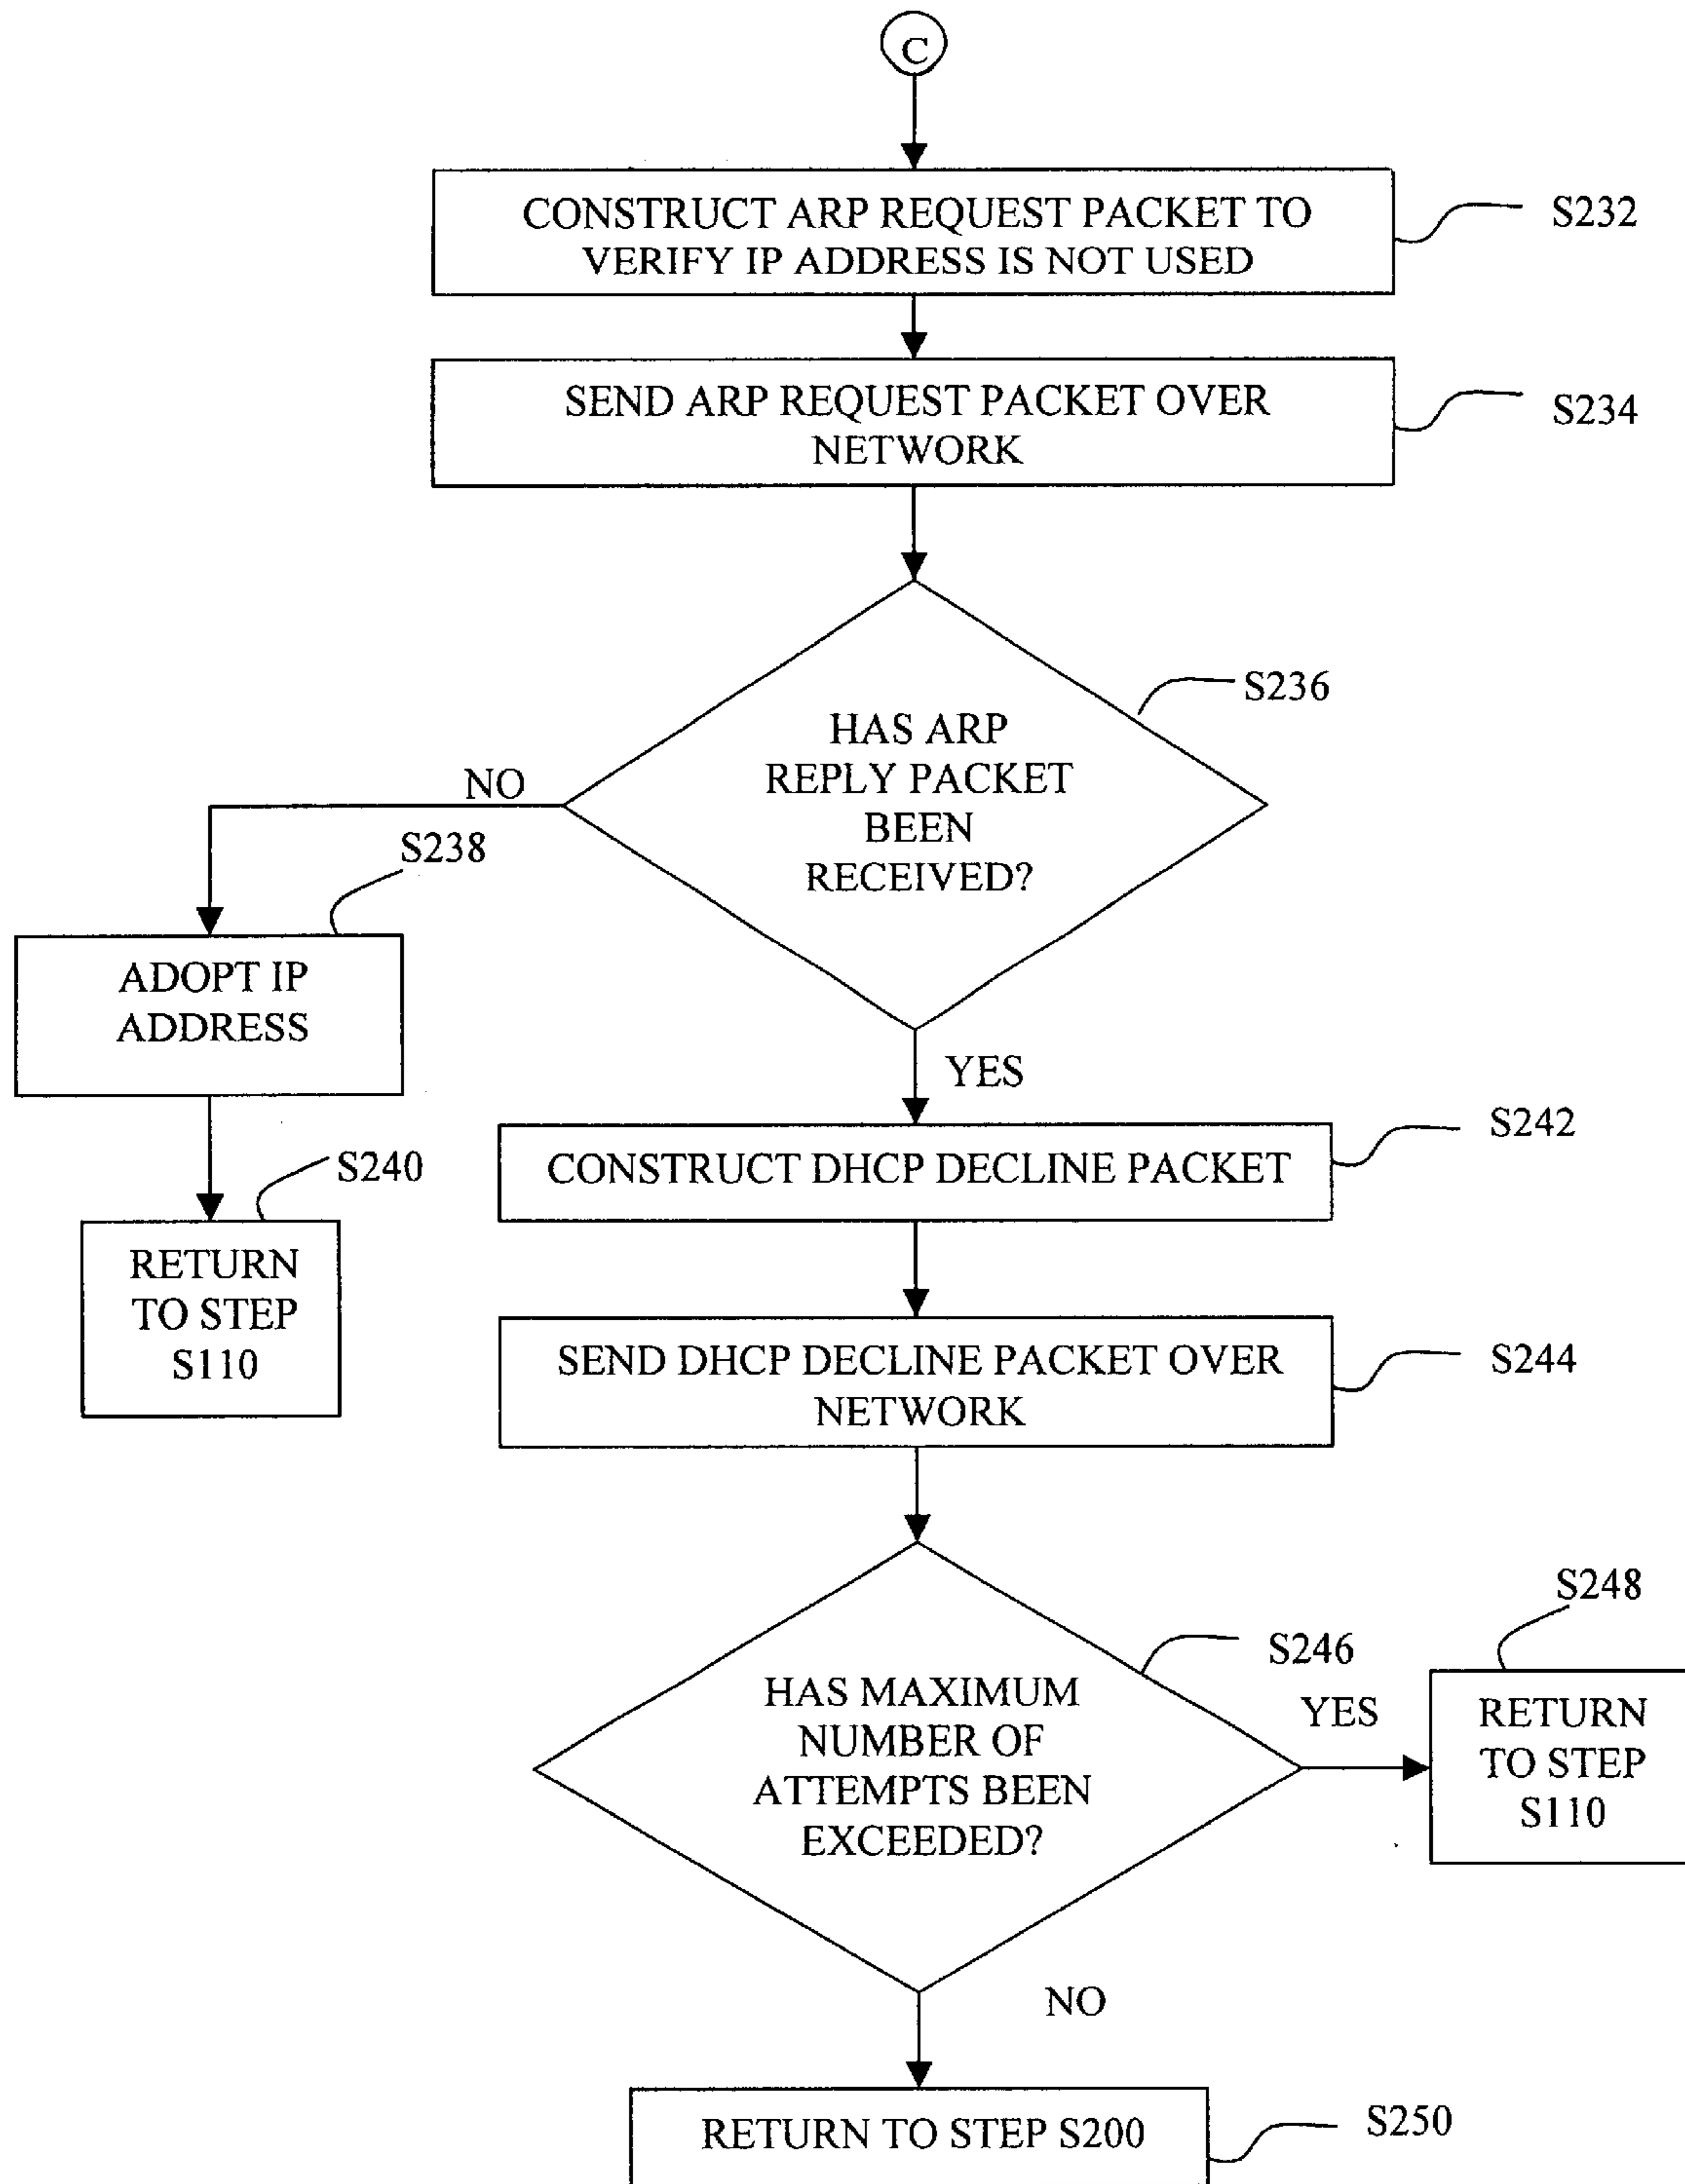 C
CONSTRUCT ARP REQUEST PACKET TO
VERIFY IP ADDRESS IS NOT USED
S232
SEND ARP REQUEST PACKET OVER
NETWORK
S234
HAS ARP
REPLY PACKET
BEEN
RECEIVED?
S236
NO
S238
ADOPT IP
ADDRESS
S240
RETURN
TO STEP
S110
YES
CONSTRUCT DHCP DECLINE PACKET
S242
SEND DHCP DECLINE PACKET OVER
NETWORK
S244
HAS MAXIMUM
NUMBER OF
ATTEMPTS BEEN
EXCEEDED?
S246
YES
S248
RETURN
TO STEP
S110
NO
RETURN TO STEP S200
S250